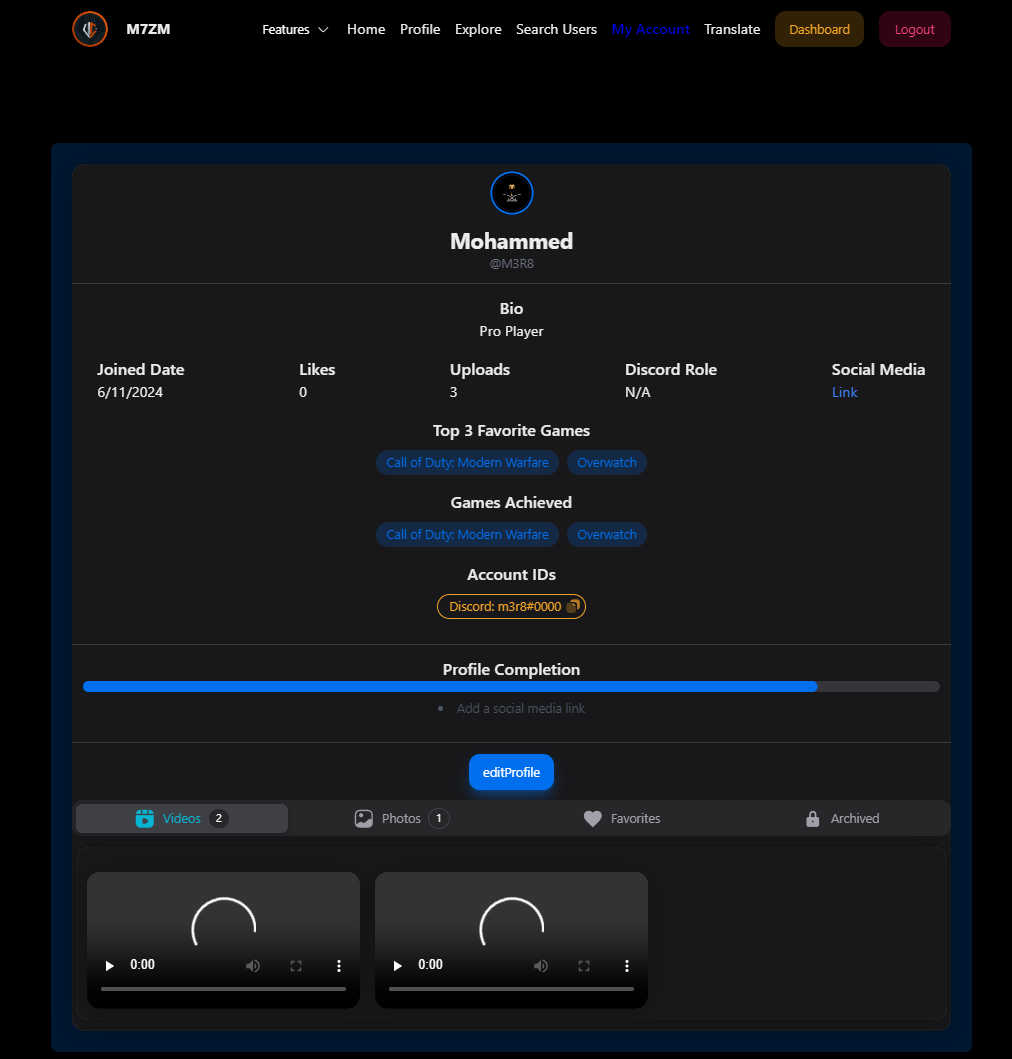 M7ZM Features Home Profile Explore Search Users My Account Translate Dashboard Logout
Mohammed
@M3R8
Bio
Pro Player
Joined Date Likes Uploads Discord Role Social Media
6/11/2024 0 3 N/A Link
Top 3 Favorite Games
Call of Duty: Modern Warfare Overwatch
Games Achieved
Call of Duty: Modern Warfare Overwatch
Account IDs
Discord: m3r8#0000
Profile Completion
• Add a social media link
editProfile
Videos 2 Photos 1 Favorites Archived
0:00 0:00